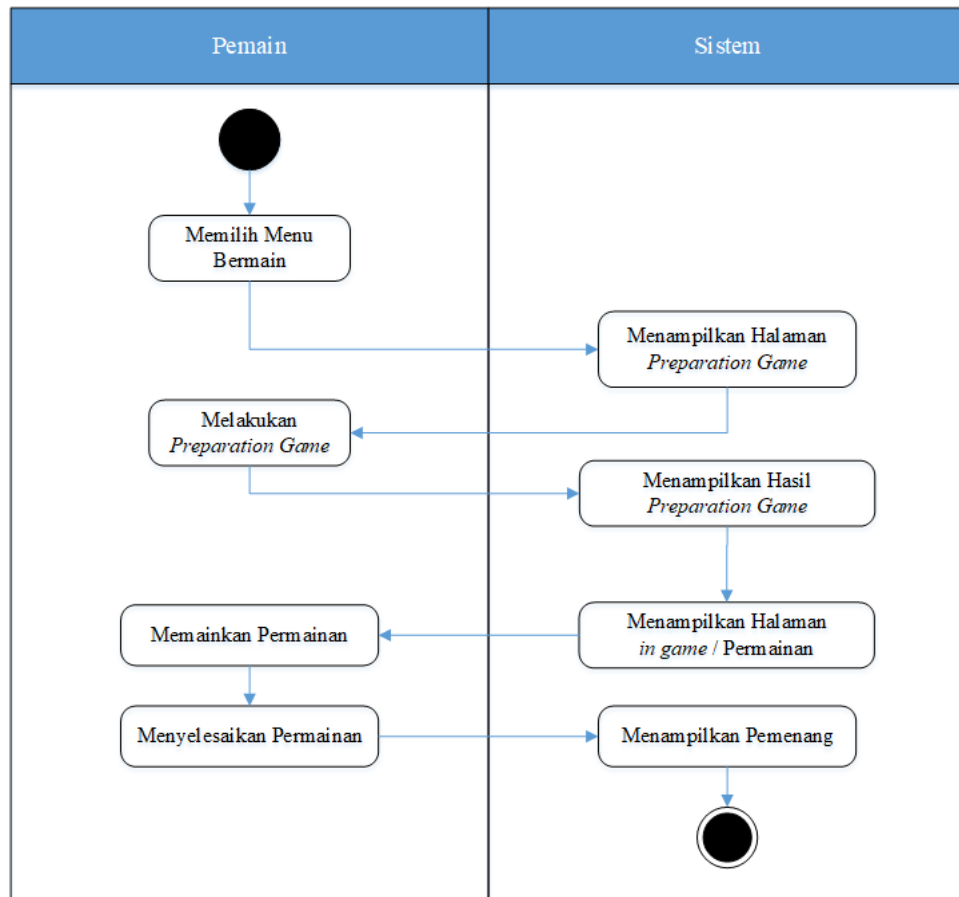 Pemain
Sistem
Memilih Menu
Bermain
Menampilkan Halaman
Preparation Game
Melakukan
Preparation Game
Menampilkan Hasil
Preparation Game
Menampilkan Halaman
in game / Permainan
Memainkan Permainan
Menyelesaikan Permainan
Menampilkan Pemenang